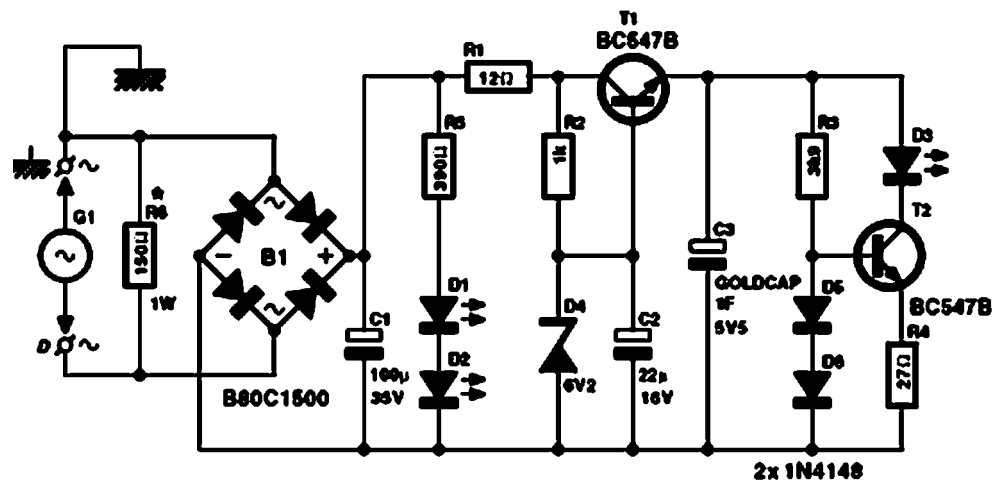 T1
BC547B
R1
12Ω
R5
390Ω
R2
1k
R3
3k9
D3
T2
BC547B
G1
R6
*
150Ω
1W
B1
B80C1500
C1
100µ
35V
D1
D2
D4
6V2
C2
22µ
16V
C3
GOLDCAP
1F
5V5
D5
D6
R4
27Ω
D
2x 1N4148